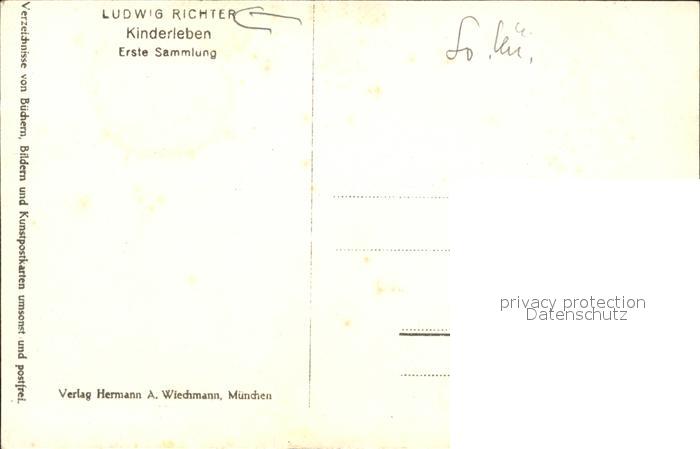 LUDWIG RICHTER
Kinderleben
Erste Sammlung
Verzeichnisse von Büchern, Bildern und Kunstpostkarten umsonst und postfrei.
Verlag Hermann A. Wiechmann, München
privacy protection
Datenschutz